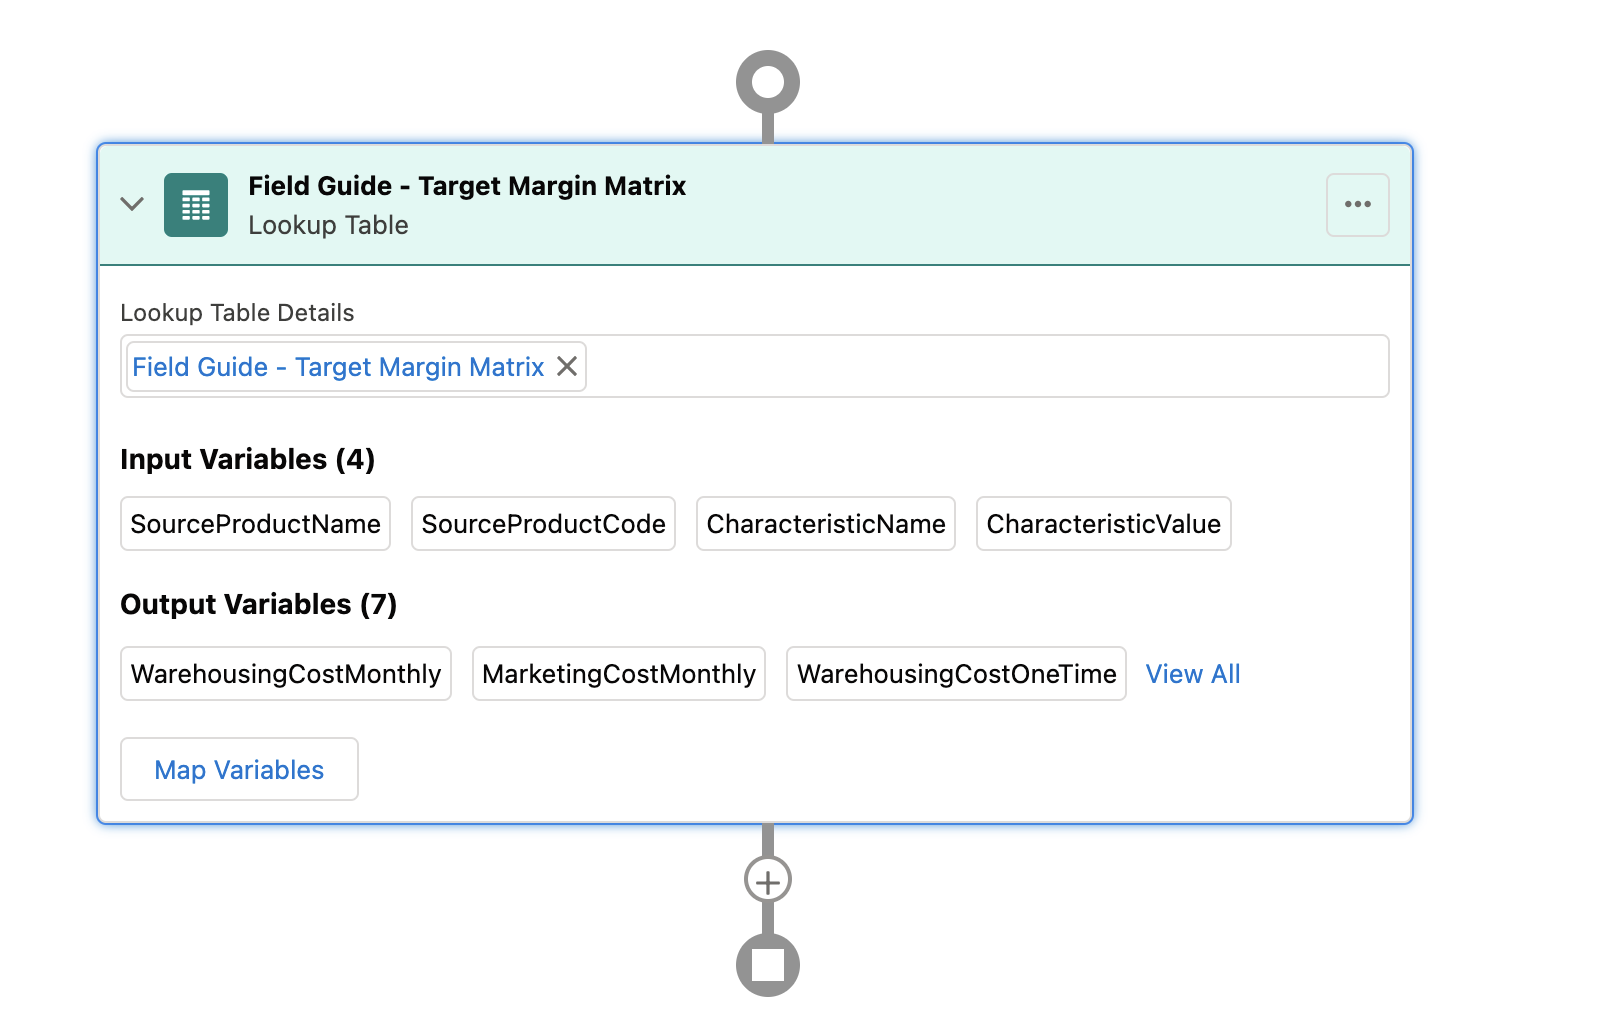 Field Guide - Target Margin Matrix
Lookup Table
Lookup Table Details
Field Guide - Target Margin Matrix
Input Variables (4)
SourceProductName SourceProductCode CharacteristicName CharacteristicValue
Output Variables (7)
WarehousingCostMonthly MarketingCostMonthly WarehousingCostOneTime View All
Map Variables